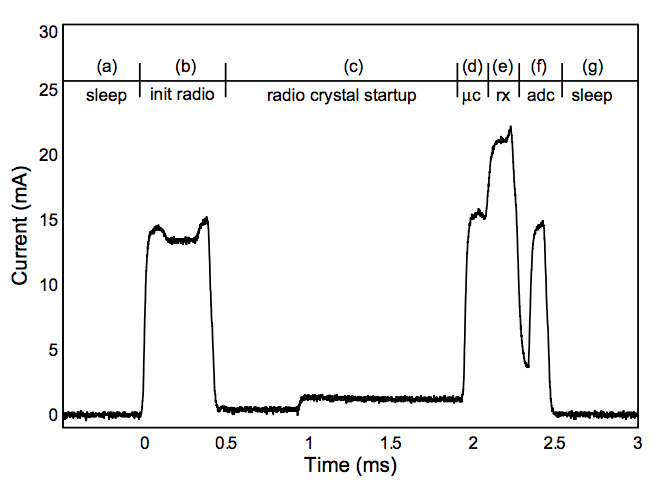 30
(a) (b) (c) (d) (e) (f) (g)
sleep init radio radio crystal startup μc rx adc sleep
25
20
15
10
5
0
Current (mA)
0 0.5 1 1.5 2 2.5 3
Time (ms)